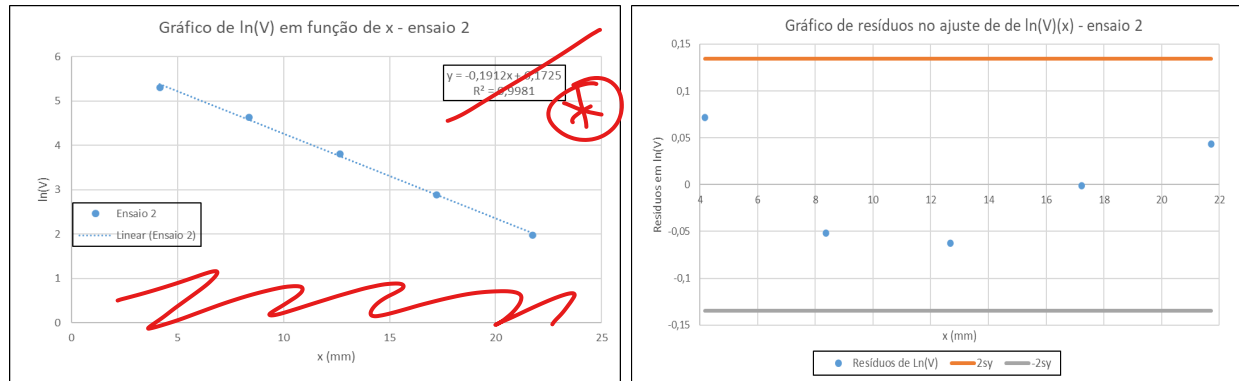 Gráfico de ln(V) em função de x - ensaio 2
6
y = -0,1912x + 6,1725
R² = 0,9981
5
4
3
2
1
0
ln(V)
Ensaio 2
Linear (Ensaio 2)
0 5 10 15 20 25
x (mm)
Gráfico de resíduos no ajuste de de ln(V)(x) - ensaio 2
0,15
0,1
0,05
0
-0,05
-0,1
-0,15
Resíduos em ln(V)
4 6 8 10 12 14 16 18 20 22
x (mm)
Resíduos de Ln(V) 2sy -2sy